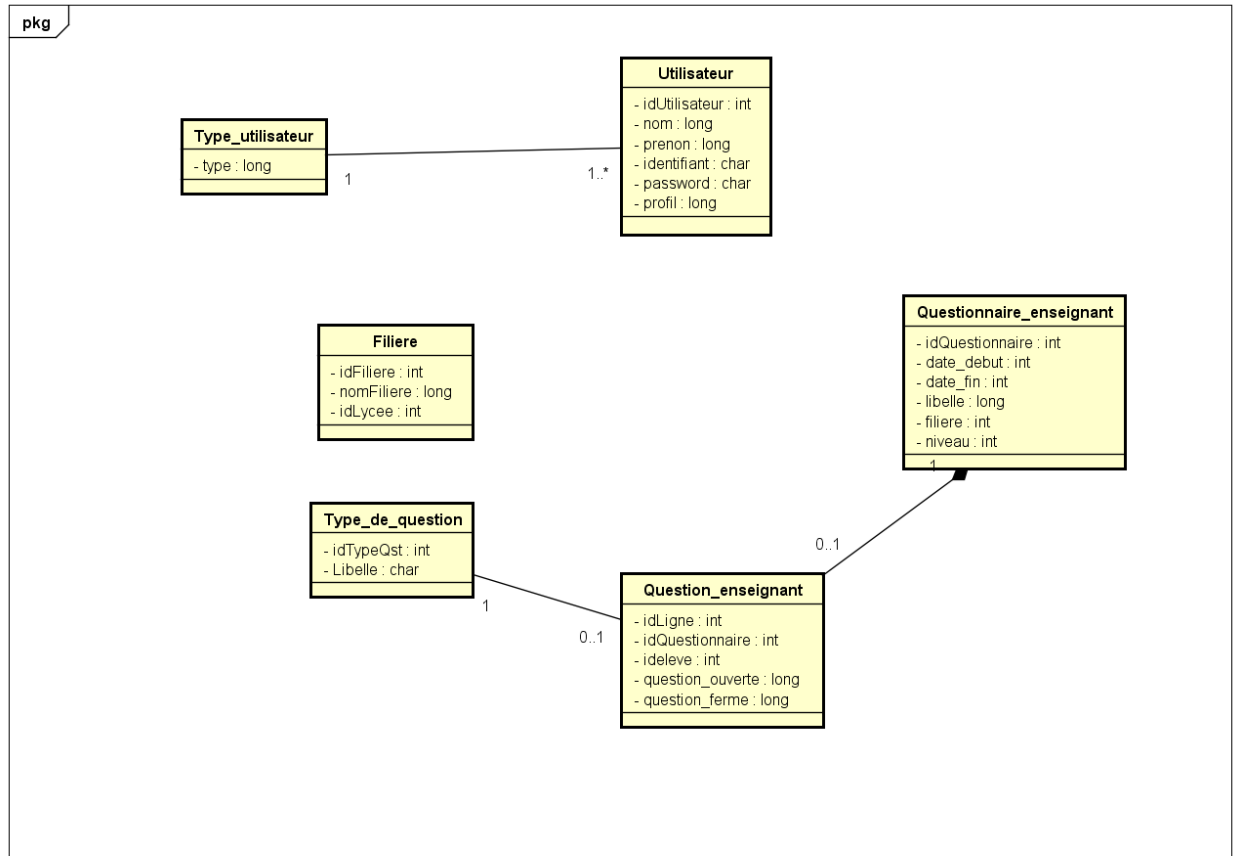 pkg
Utilisateur
- idUtilisateur : int
- nom : long
- prenon : long
- identifiant : char
- password : char
- profil : long
Type_utilisateur
- type : long
1
1..*
Questionnaire_enseignant
- idQuestionnaire : int
- date_debut : int
- date_fin : int
- libelle : long
- filiere : int
- niveau : int
1
Filiere
- idFiliere : int
- nomFiliere : long
- idLycee : int
Type_de_question
- idTypeQst : int
- Libelle : char
0..1
1
0..1
Question_enseignant
- idLigne : int
- idQuestionnaire : int
- ideleve : int
- question_ouverte : long
- question_ferme : long